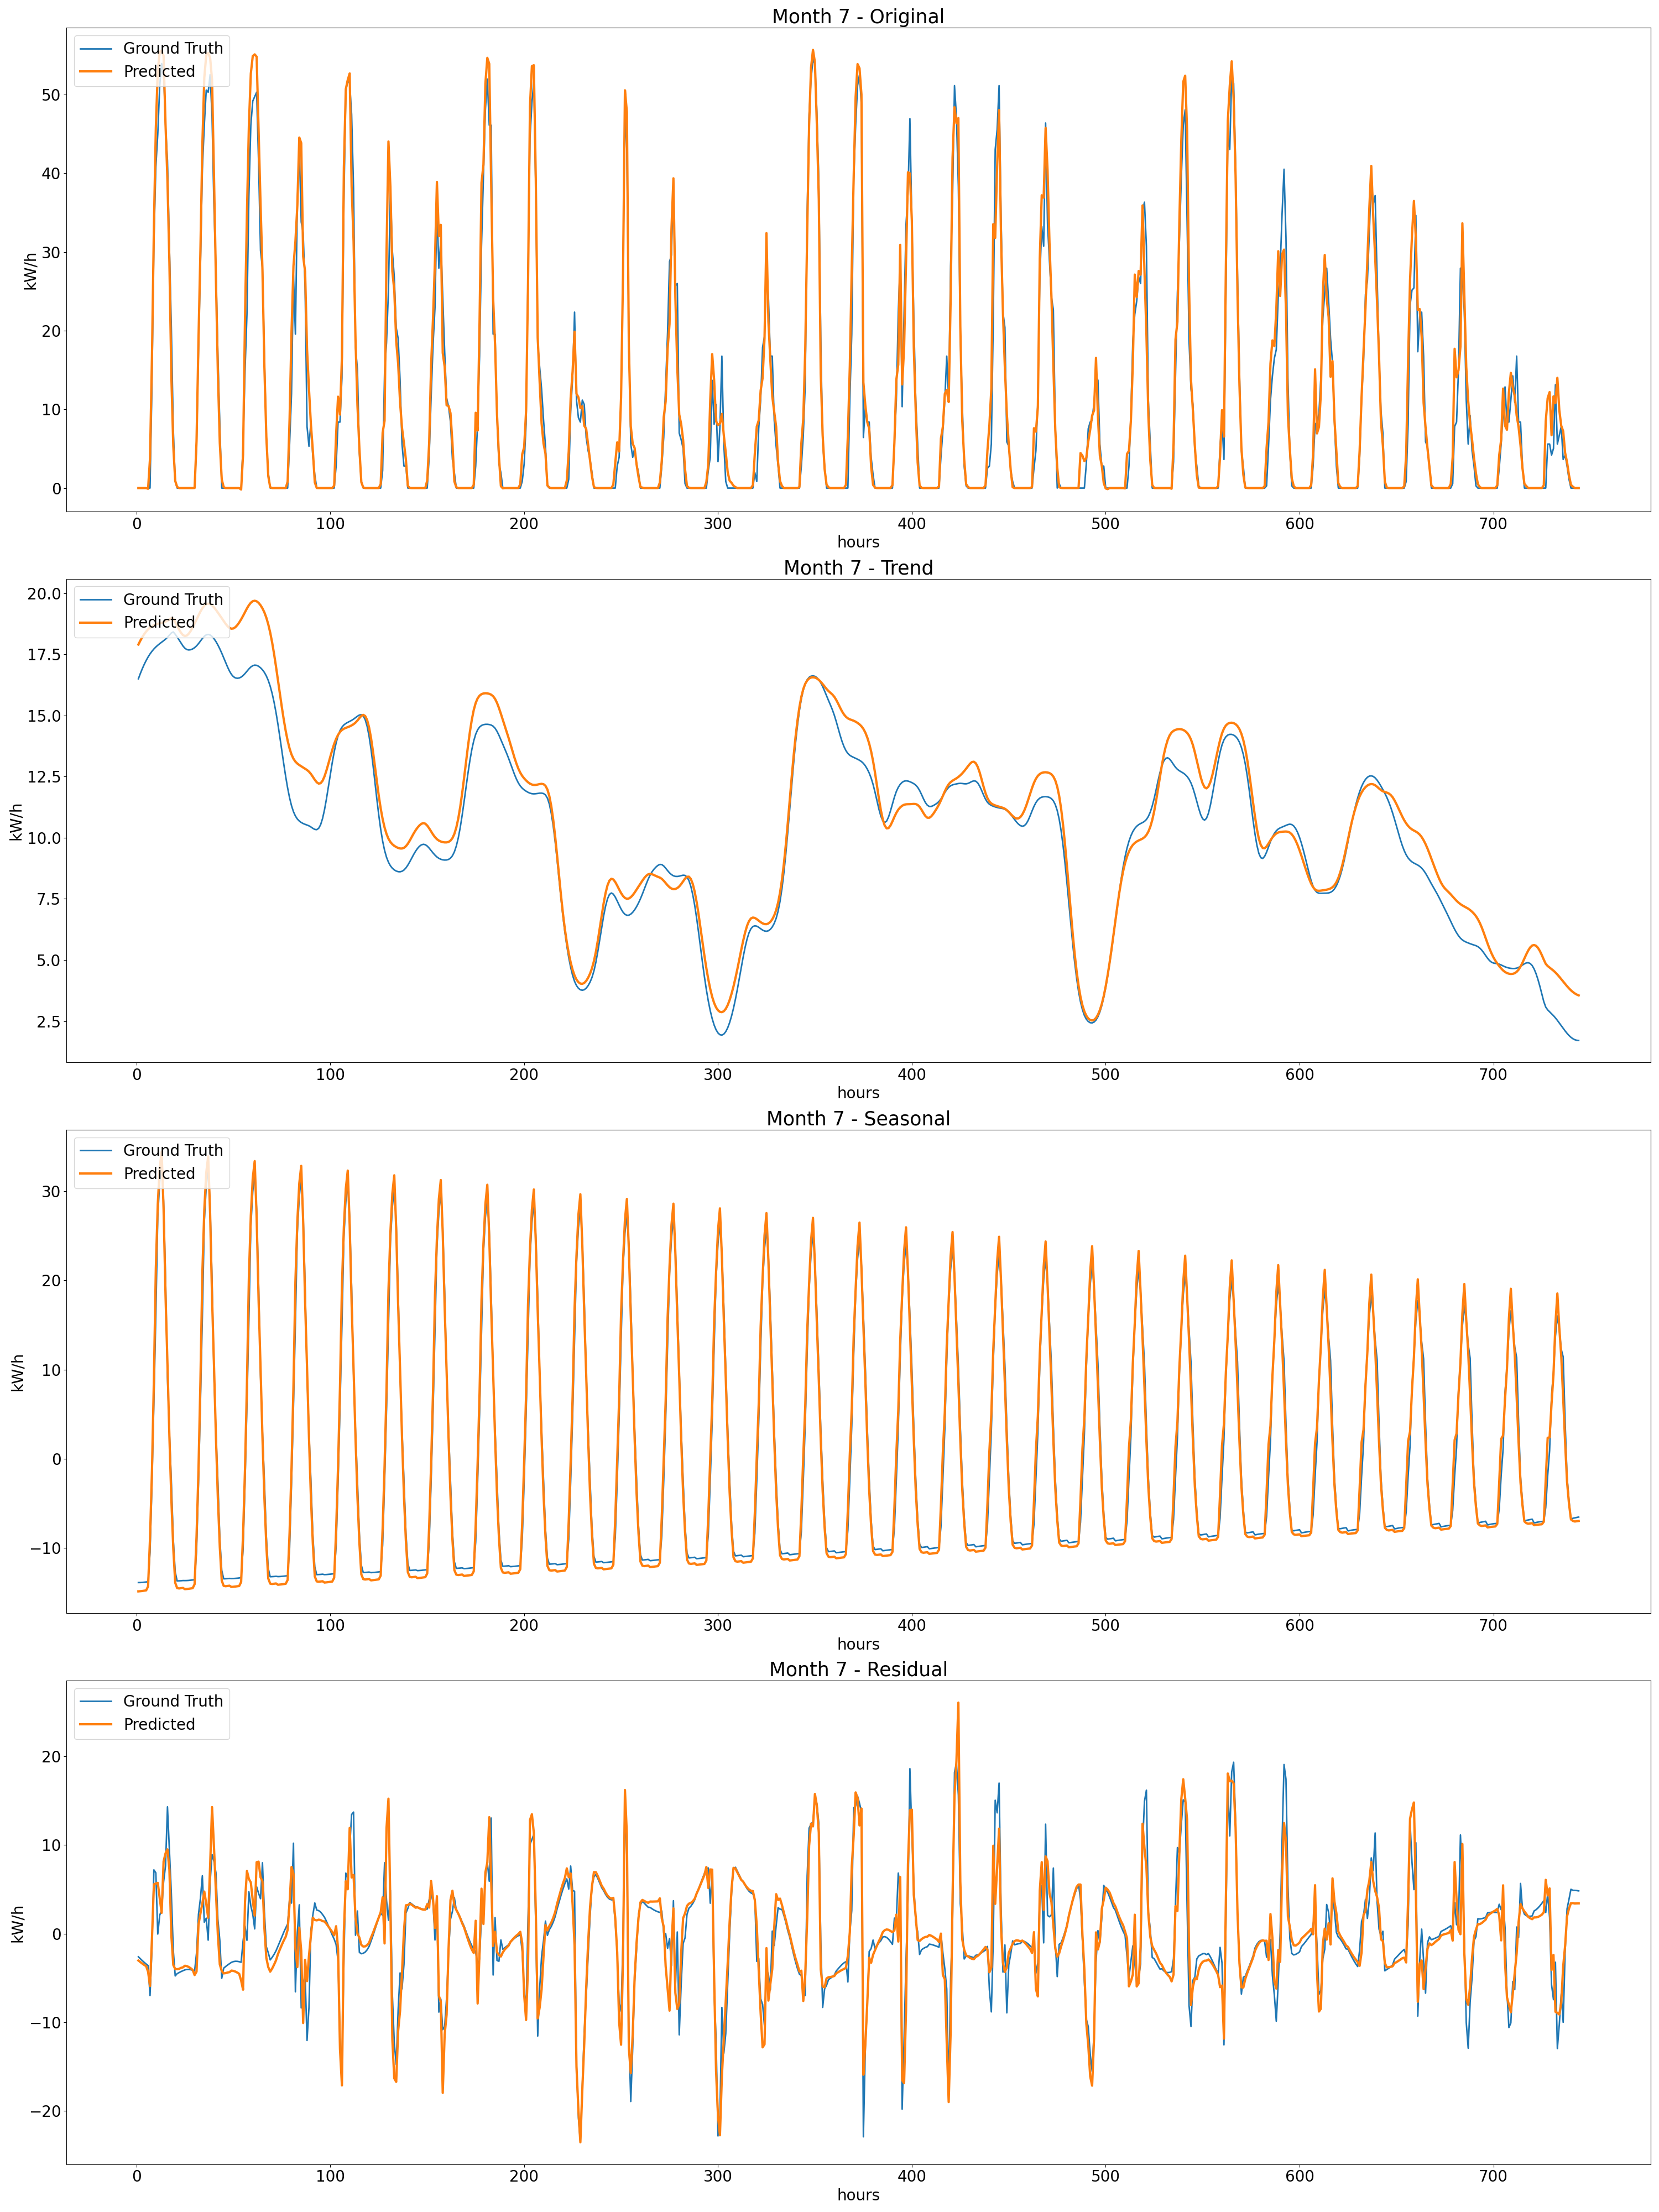 Month 7 - Original
Ground Truth
Predicted
kW/h
50
40
30
20
10
0
0 100 200 300 400 500 600 700
hours
Month 7 - Trend
Ground Truth
Predicted
kW/h
20.0
17.5
15.0
12.5
10.0
7.5
5.0
2.5
0 100 200 300 400 500 600 700
hours
Month 7 - Seasonal
Ground Truth
Predicted
kW/h
30
20
10
0
−10
0 100 200 300 400 500 600 700
hours
Month 7 - Residual
Ground Truth
Predicted
kW/h
20
10
0
−10
−20
0 100 200 300 400 500 600 700
hours